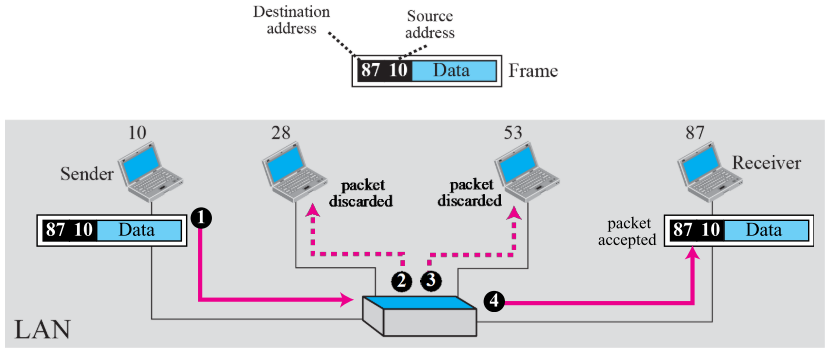 Destination
address
Source
address
87 10 Data
Frame
10
28
53
87
Sender
Receiver
packet
discarded
packet
discarded
1
87 10 Data
packet
accepted
87 10 Data
2
3
4
LAN